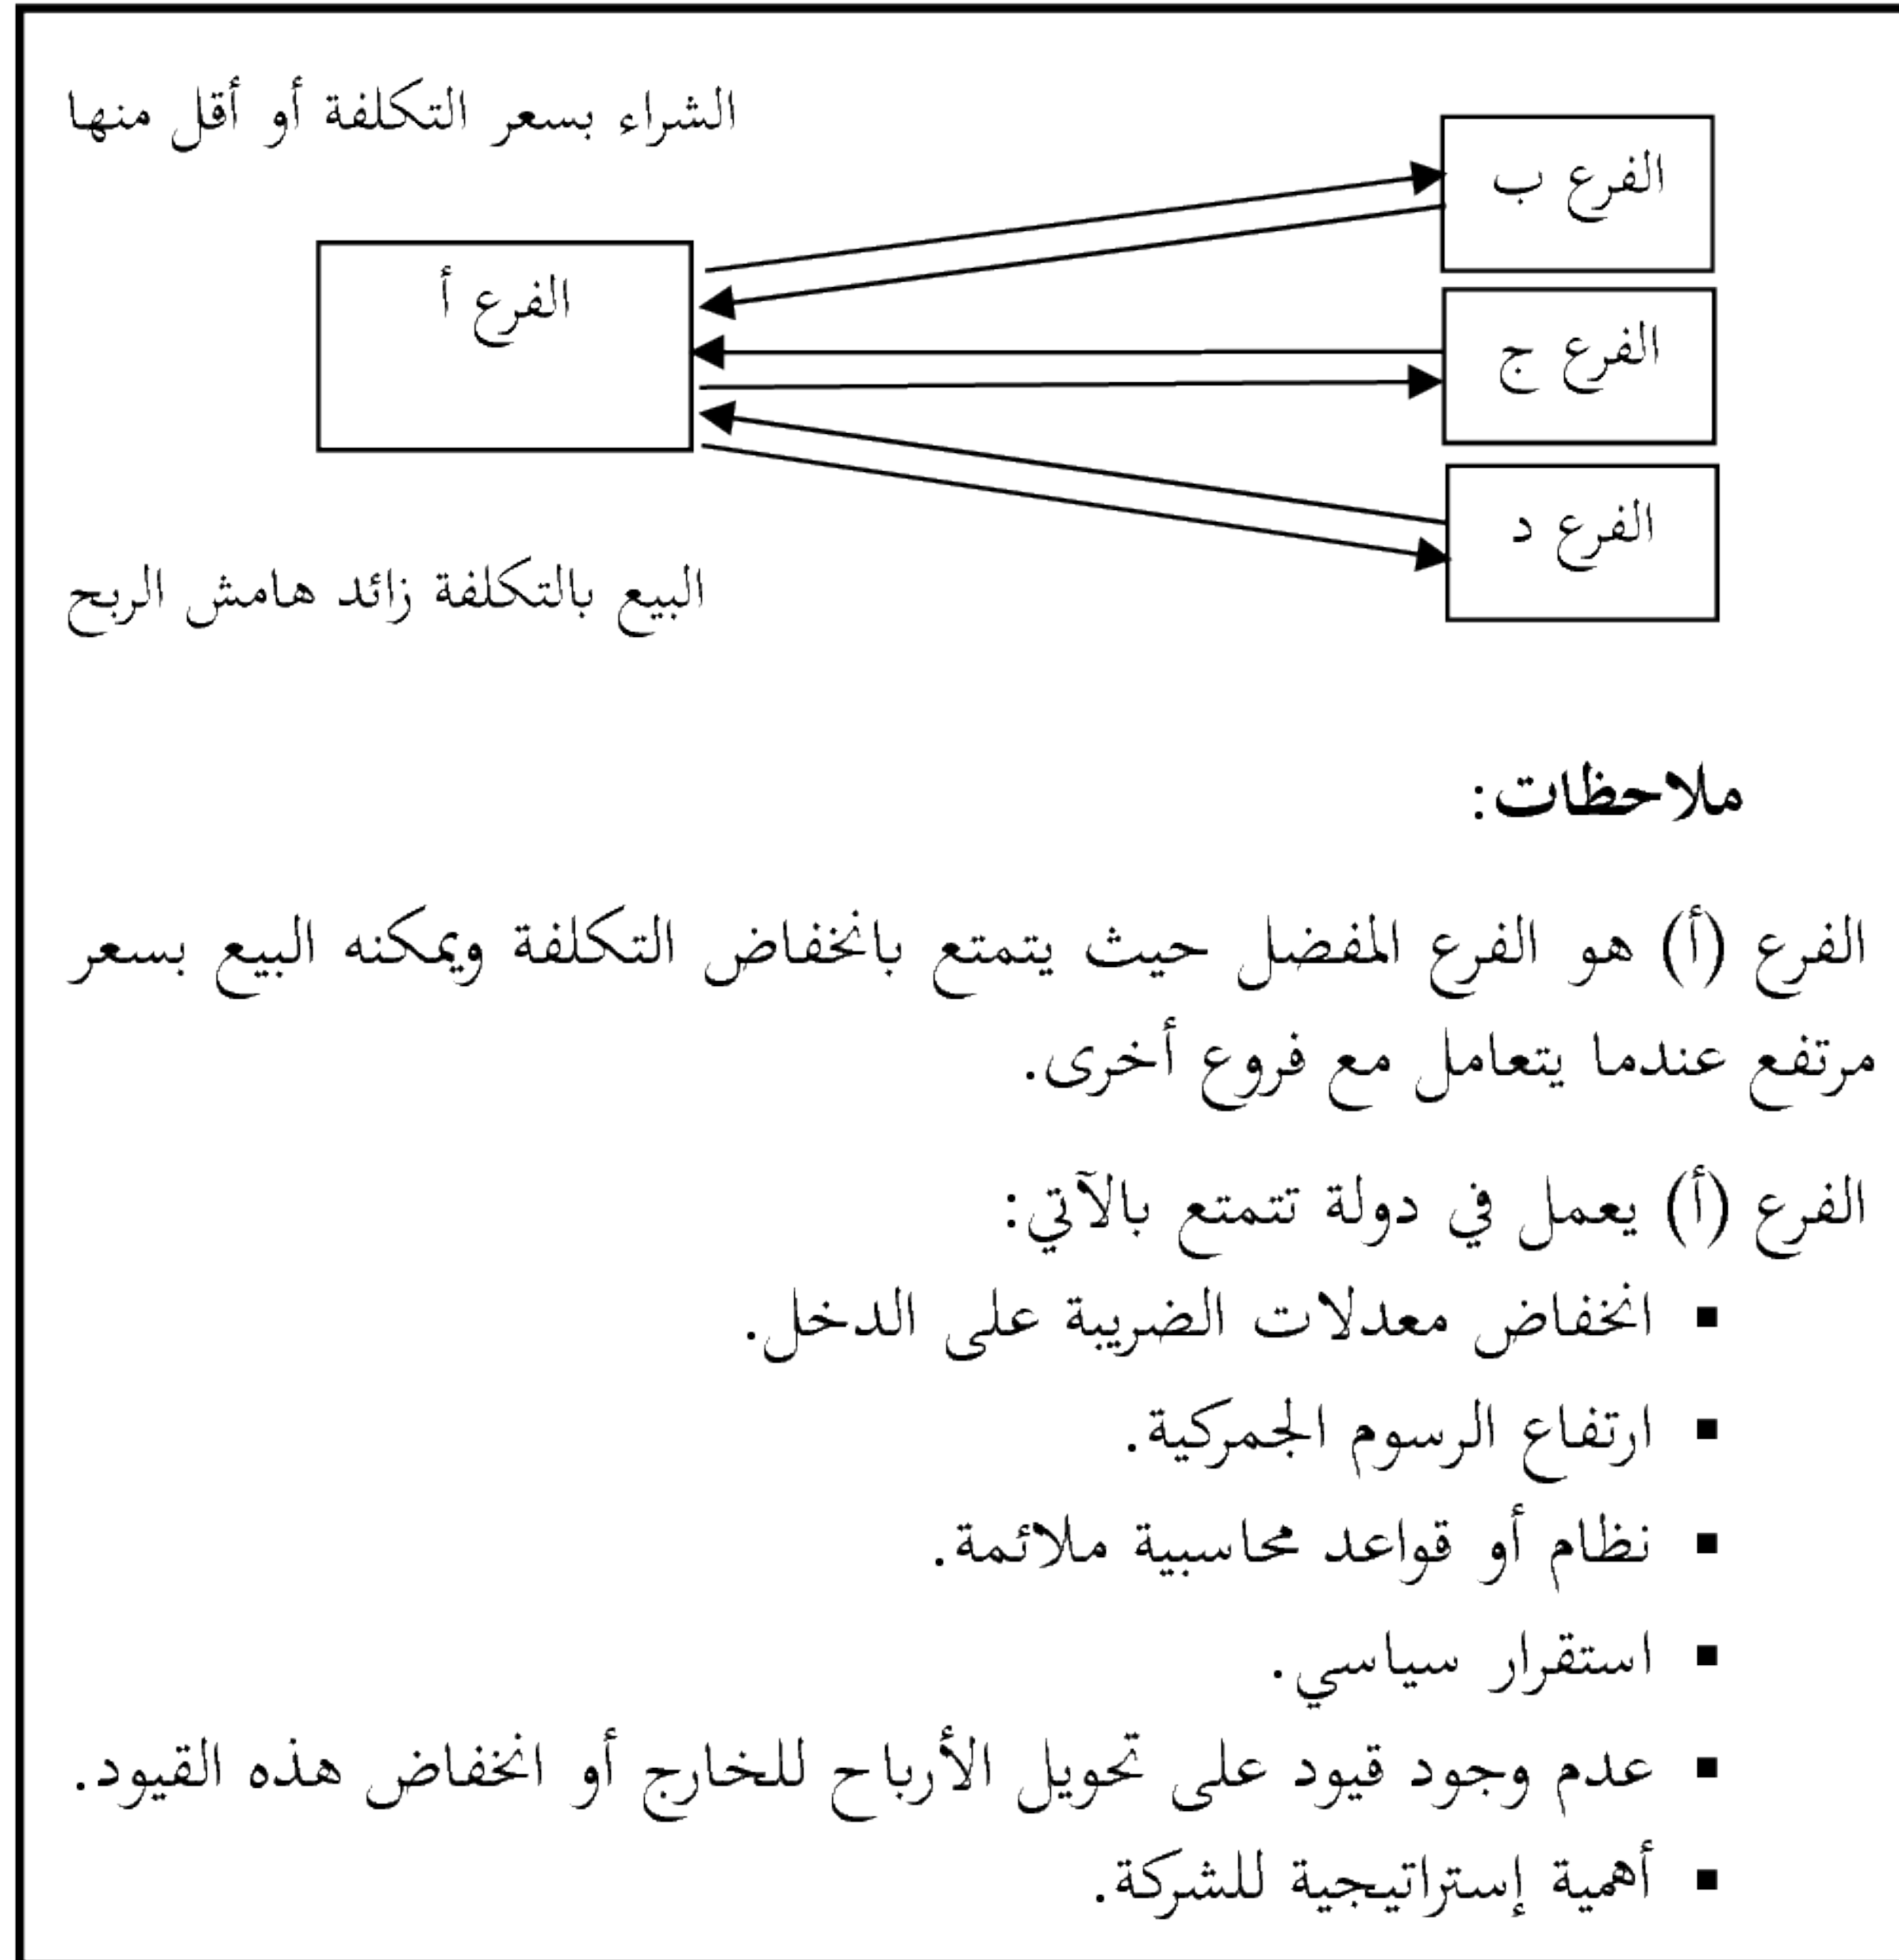 الشراء بسعر التكلفة أو أقل منها
الفرع ب
الفرع أ
الفرع ج
الفرع د
البيع بالتكلفة زائد هامش الربح
ملاحظات:
الفرع (أ) هو الفرع المفضل حيث يتمتع بانخفاض التكلفة ويمكنه البيع بسعر
مرتفع عندما يتعامل مع فروع أخرى.
الفرع (أ) يعمل في دولة تتمتع بالآتي:
▪ انخفاض معدلات الضريبة على الدخل.
▪ ارتفاع الرسوم الجمركية.
▪ نظام أو قواعد محاسبية ملائمة.
▪ استقرار سياسي.
▪ عدم وجود قيود على تحويل الأرباح للخارج أو انخفاض هذه القيود.
▪ أهمية إستراتيجية للشركة.